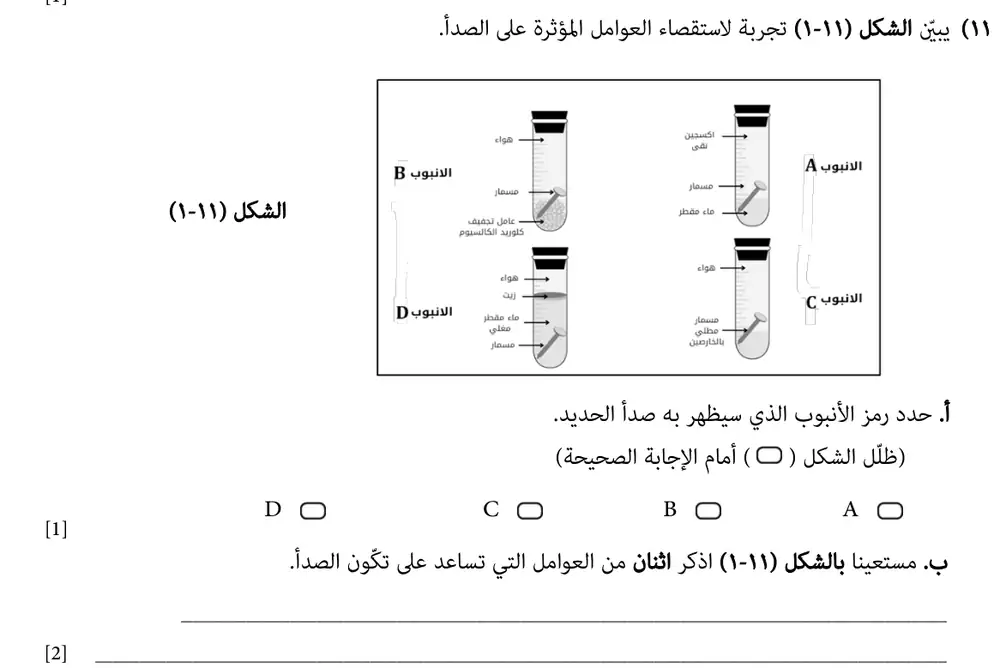 [1]
(١١) يبيّن الشكل (١١-١) تجربة لاستقصاء العوامل المؤثرة على الصدأ.
الانبوب A
اكسجين نقي
مسمار
ماء مقطر
الانبوب B
هواء
مسمار
عامل تجفيف
كلوريد الكالسيوم
الانبوب C
هواء
مسمار
مطلي
بالخارصين
الانبوب D
هواء
زيت
ماء مقطر
مغلي
مسمار
الشكل (١١-١)
أ. حدد رمز الأنبوب الذي سيظهر به صدأ الحديد.
(ظلّل الشكل ( ) أمام الإجابة الصحيحة)
A B C D
[1]
ب. مستعينا بالشكل (١١-١) اذكر اثنان من العوامل التي تساعد على تكّون الصدأ.
[2]